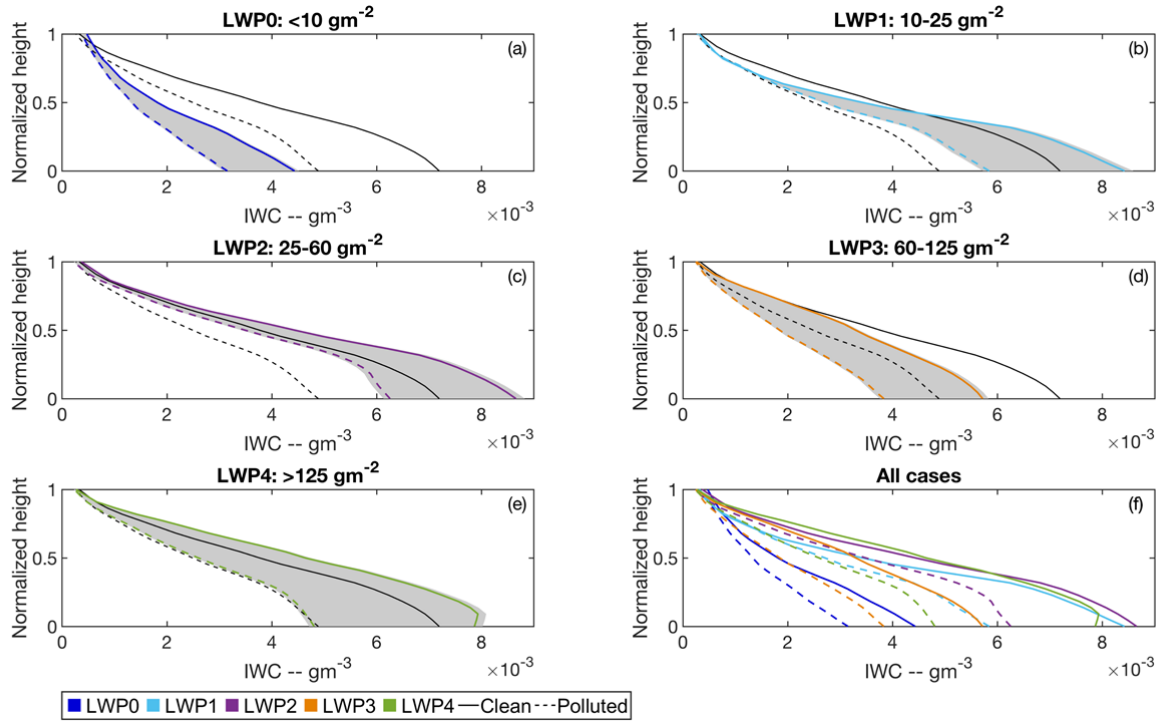 LWP0: <10 gm-2
(a)
Normalized height
1
0.5
0
0 2 4 6 8
×10-3
IWC -- gm-3
LWP1: 10-25 gm-2
(b)
Normalized height
1
0.5
0
0 2 4 6 8
×10-3
IWC -- gm-3
LWP2: 25-60 gm-2
(c)
Normalized height
1
0.5
0
0 2 4 6 8
×10-3
IWC -- gm-3
LWP3: 60-125 gm-2
(d)
Normalized height
1
0.5
0
0 2 4 6 8
×10-3
IWC -- gm-3
LWP4: >125 gm-2
(e)
Normalized height
1
0.5
0
0 2 4 6 8
×10-3
IWC -- gm-3
All cases
(f)
Normalized height
1
0.5
0
0 2 4 6 8
×10-3
IWC -- gm-3
LWP0 LWP1 LWP2 LWP3 LWP4 Clean Polluted